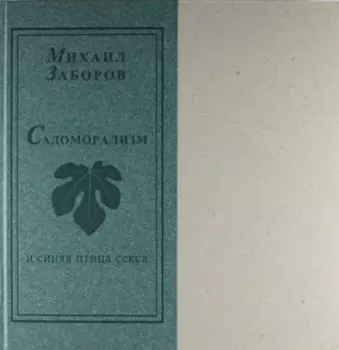 Михаил
Заборов
Садоморализм
и синяя птица секса